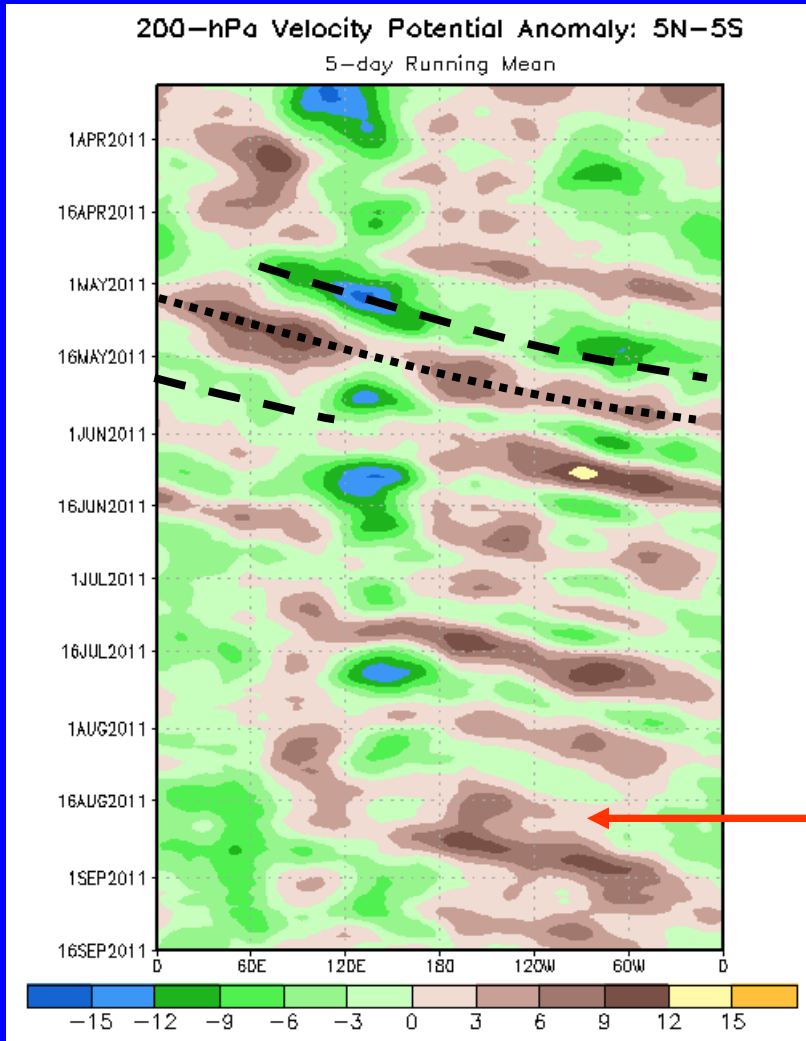 200-hPa Velocity Potential Anomaly: 5N-5S
5-day Running Mean
1APR2011
16APR2011
1MAY2011
16MAY2011
1JUN2011
16JUN2011
1JUL2011
16JUL2011
1AUG2011
16AUG2011
1SEP2011
16SEP2011
0 60E 120E 180 120W 60W 0
-15 -12 -9 -6 -3 0 3 6 9 12 15